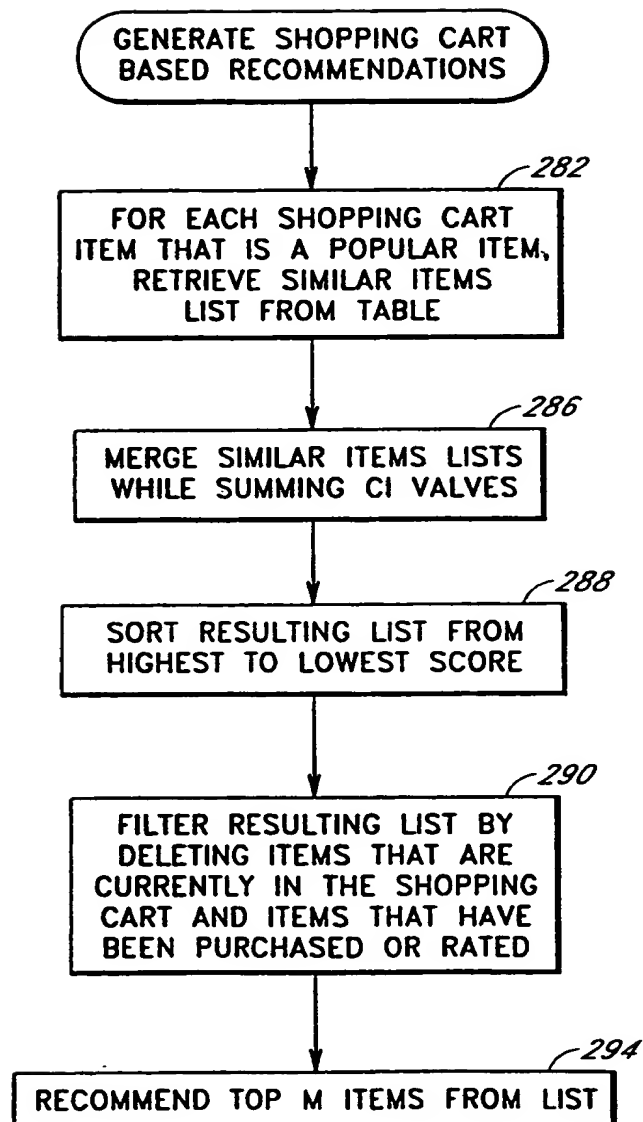 GENERATE SHOPPING CART
BASED RECOMMENDATIONS
282
FOR EACH SHOPPING CART
ITEM THAT IS A POPULAR ITEM,
RETRIEVE SIMILAR ITEMS
LIST FROM TABLE
286
MERGE SIMILAR ITEMS LISTS
WHILE SUMMING CI VALVES
288
SORT RESULTING LIST FROM
HIGHEST TO LOWEST SCORE
290
FILTER RESULTING LIST BY
DELETING ITEMS THAT ARE
CURRENTLY IN THE SHOPPING
CART AND ITEMS THAT HAVE
BEEN PURCHASED OR RATED
294
RECOMMEND TOP M ITEMS FROM LIST